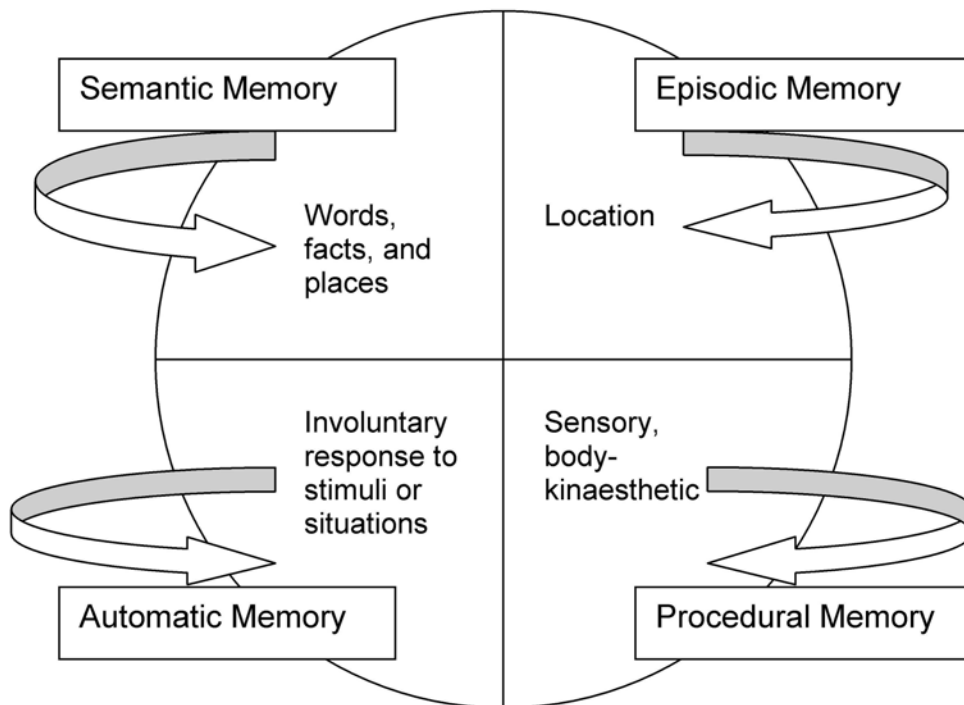 Semantic Memory
Episodic Memory
Words,
facts, and
places
Location
Involuntary
response to
stimuli or
situations
Sensory,
body-
kinaesthetic
Automatic Memory
Procedural Memory